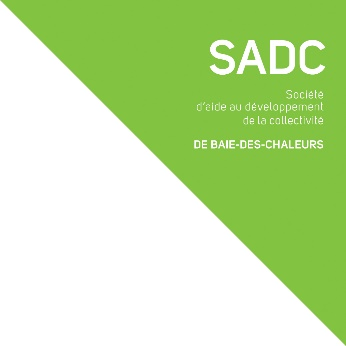 SADC
Société
d'aide au développement
de la collectivité
DE BAIE-DES-CHALEURS